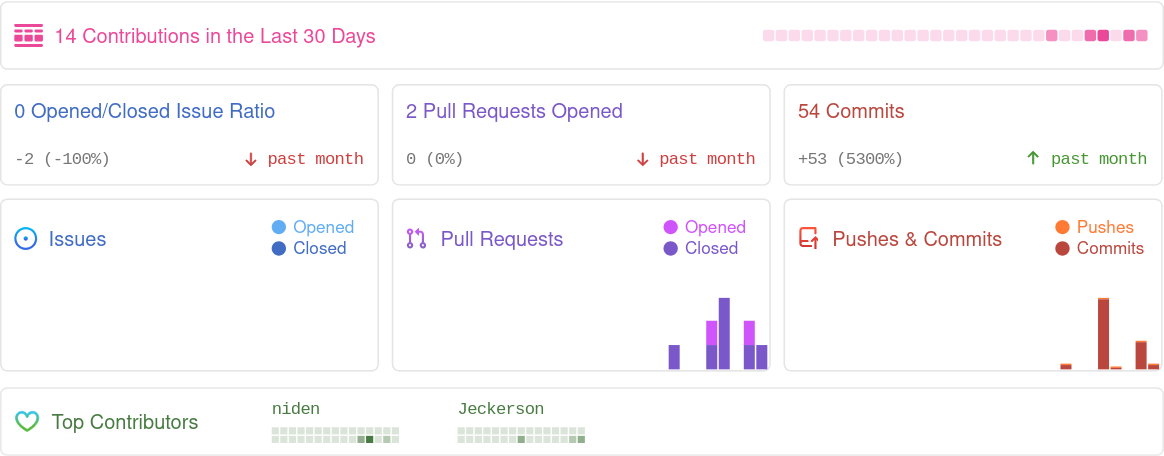 14 Contributions in the Last 30 Days
0 Opened/Closed Issue Ratio
-2 (-100%) ↓ past month
2 Pull Requests Opened
0 (0%) ↓ past month
54 Commits
+53 (5300%) ↑ past month
Issues
Opened
Closed
Pull Requests
Opened
Closed
Pushes & Commits
Pushes
Commits
Top Contributors
niden
Jeckerson